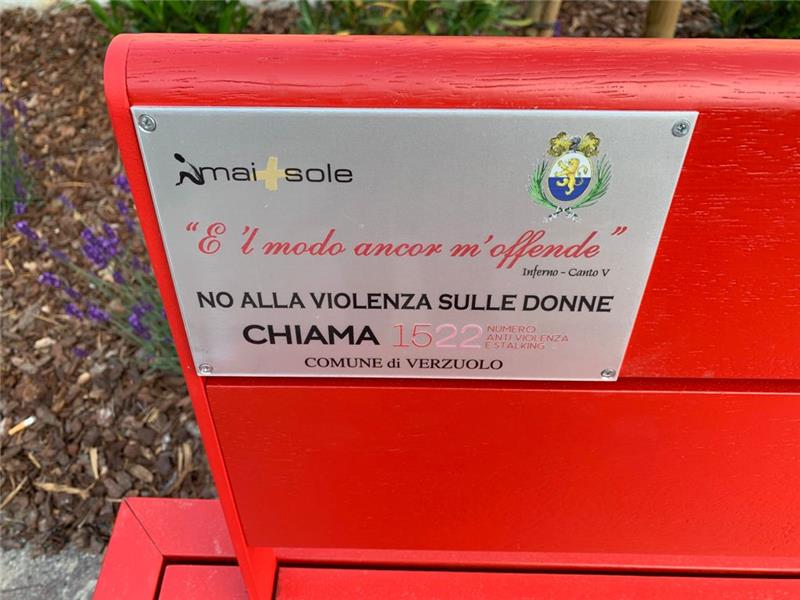 mai+sole
"E 'l modo ancor m'offende"
Inferno - Canto V
NO ALLA VIOLENZA SULLE DONNE
CHIAMA 1522 NUMERO
ANTI VIOLENZA
E STALKING
COMUNE di VERZUOLO